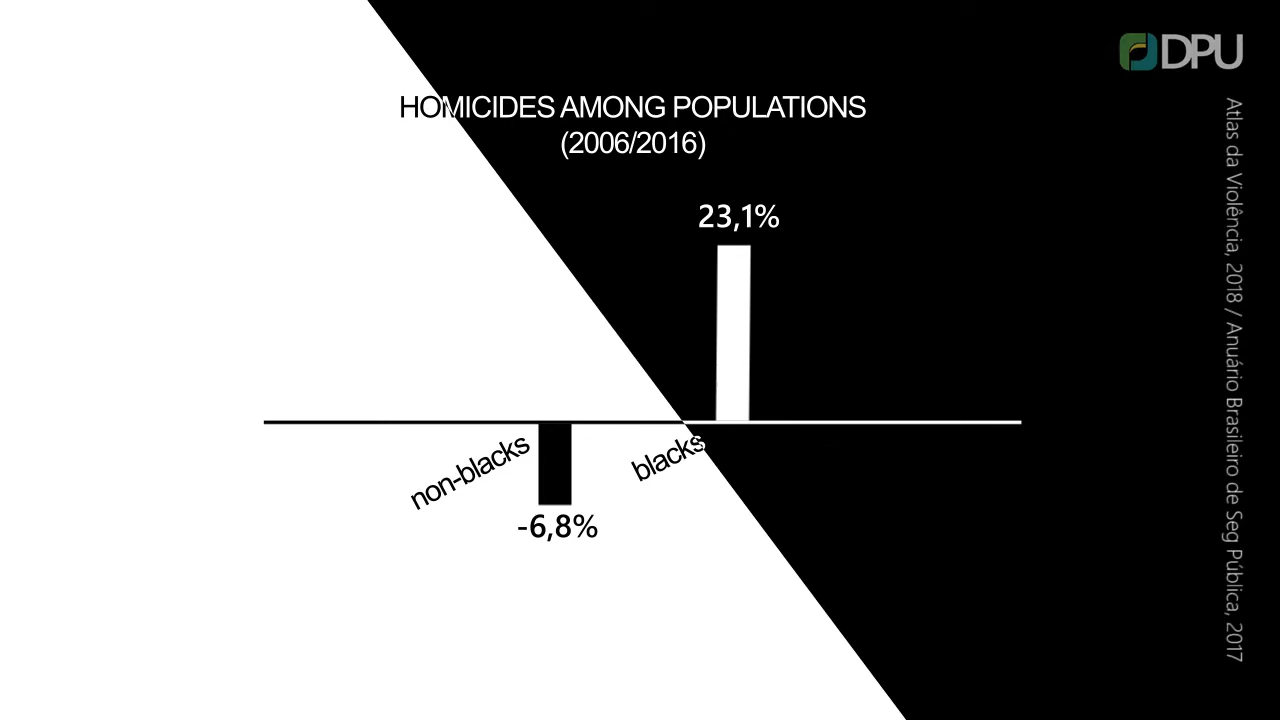 DPU
HOMICIDES AMONG POPULATIONS
(2006/2016)
23,1%
non-blacks
blacks
-6,8%
Atlas da Violência, 2018 / Anuário Brasileiro de Seg Pública, 2017